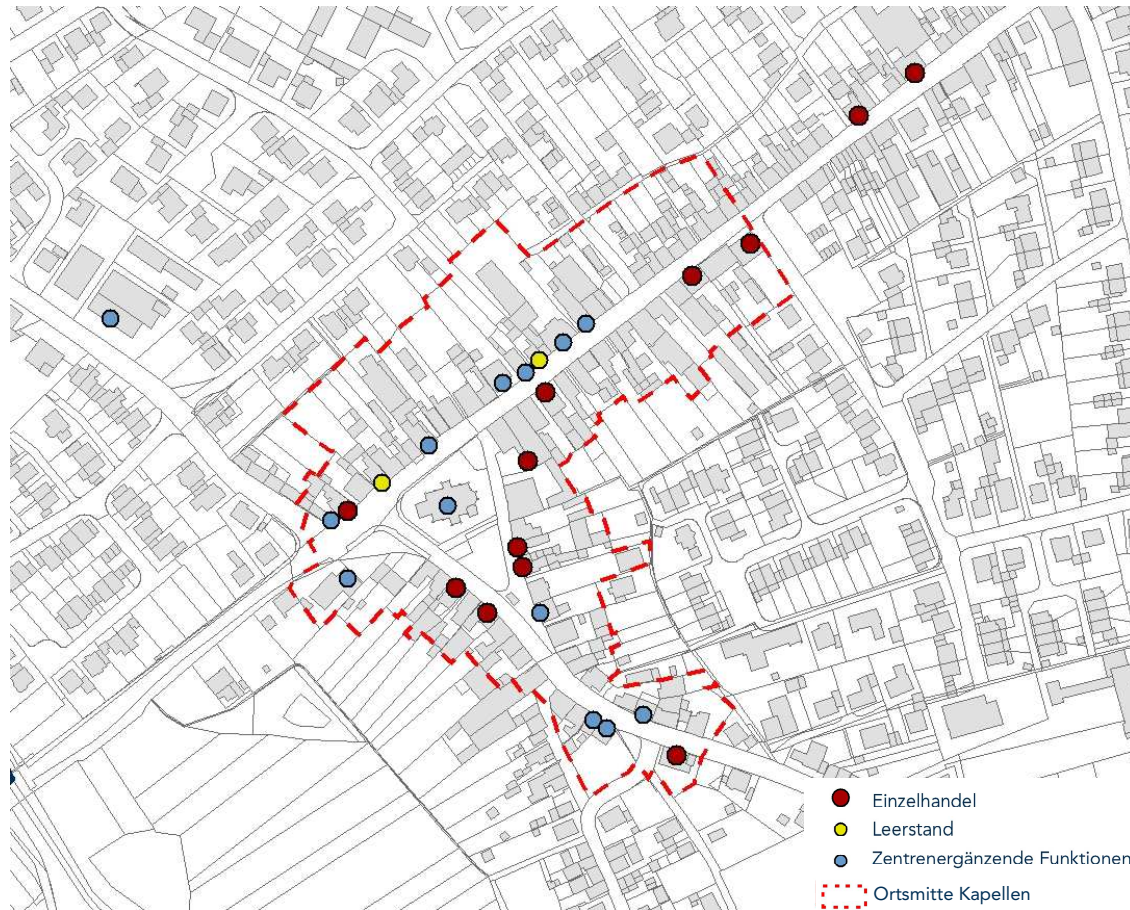 Einzelhandel
Leerstand
Zentrenergänzende Funktionen
Ortsmitte Kapellen